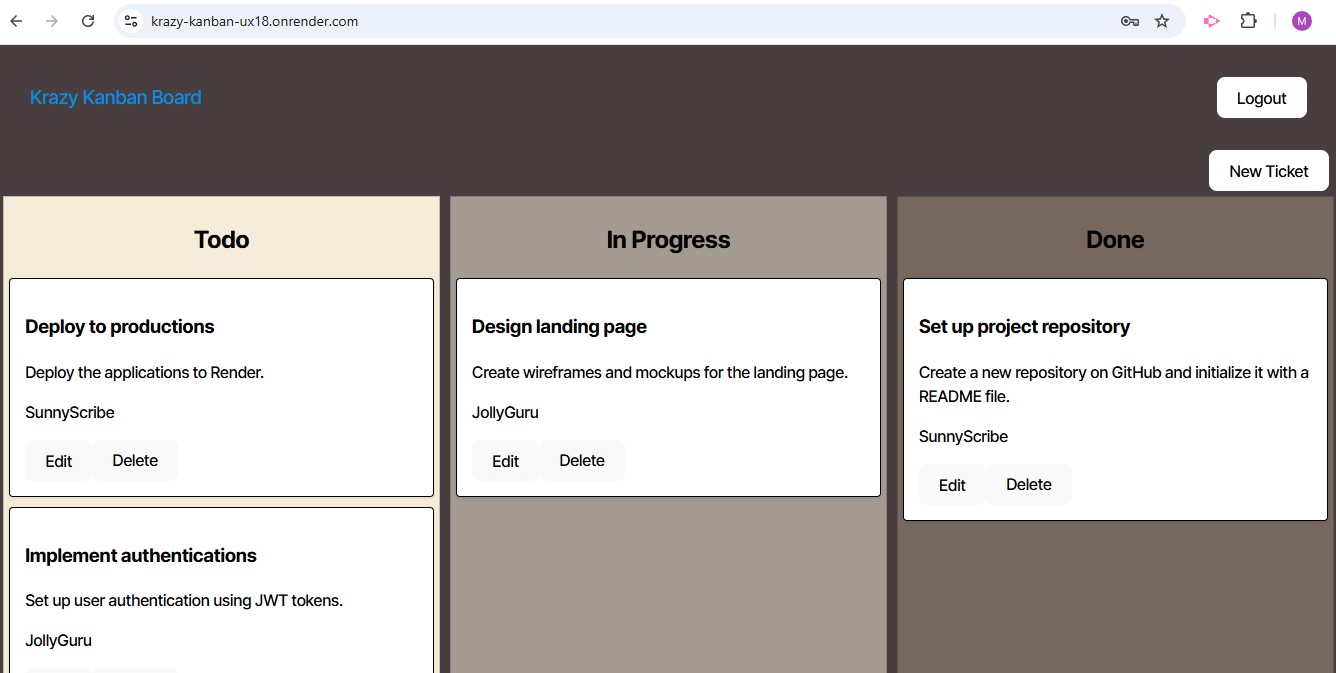 krazy-kanban-ux18.onrender.com
M
Krazy Kanban Board
Logout
New Ticket
Todo
Deploy to productions
Deploy the applications to Render.
SunnyScribe
Edit Delete
Implement authentications
Set up user authentication using JWT tokens.
JollyGuru
In Progress
Design landing page
Create wireframes and mockups for the landing page.
JollyGuru
Edit Delete
Done
Set up project repository
Create a new repository on GitHub and initialize it with a
README file.
SunnyScribe
Edit Delete